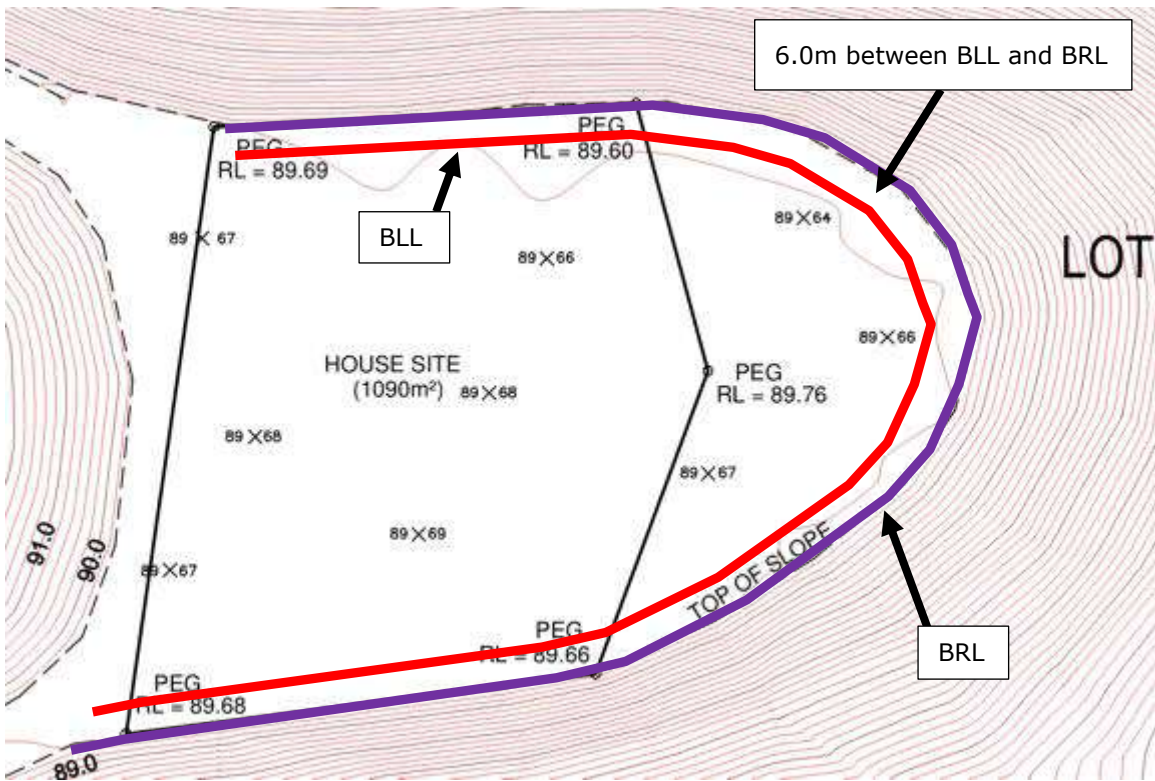 6.0m between BLL and BRL
PEG
RL = 89.69
PEG
RL = 89.60
BLL
89 X 67
89 X 66
89 X 64
LOT
89 X 66
HOUSE SITE
(1090m²)
89 X 68
PEG
RL = 89.76
89 X 68
89 X 67
89 X 69
91.0
90.0
89 X 67
TOP OF SLOPE
PEG
RL = 89.66
BRL
PEG
RL = 89.68
89.0